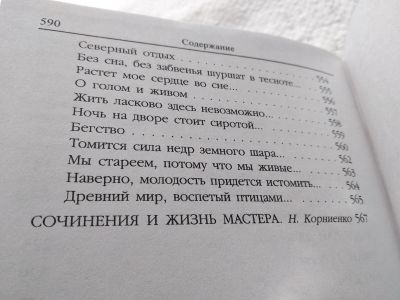 590
Содержание
Северный отдых . . . . . . . . . . . . . . . . . 554
Без сна, без забвенья шуршат в тесноте... 555
Растет мое сердце во сне... 556
О голом и живом . . . . . . . . . . . . . . . . 557
Жить ласково здесь невозможно... 558
Ночь на дворе стоит сиротой... 559
Бегство . . . . . . . . . . . . . . . . . . . . 560
Томится сила недр земного шара... 562
Мы стареем, потому что мы живые... 563
Наверно, молодость придется истомить... 564
Древний мир, воспетый птицами... 565
СОЧИНЕНИЯ И ЖИЗНЬ МАСТЕРА. Н. Корниенко 567